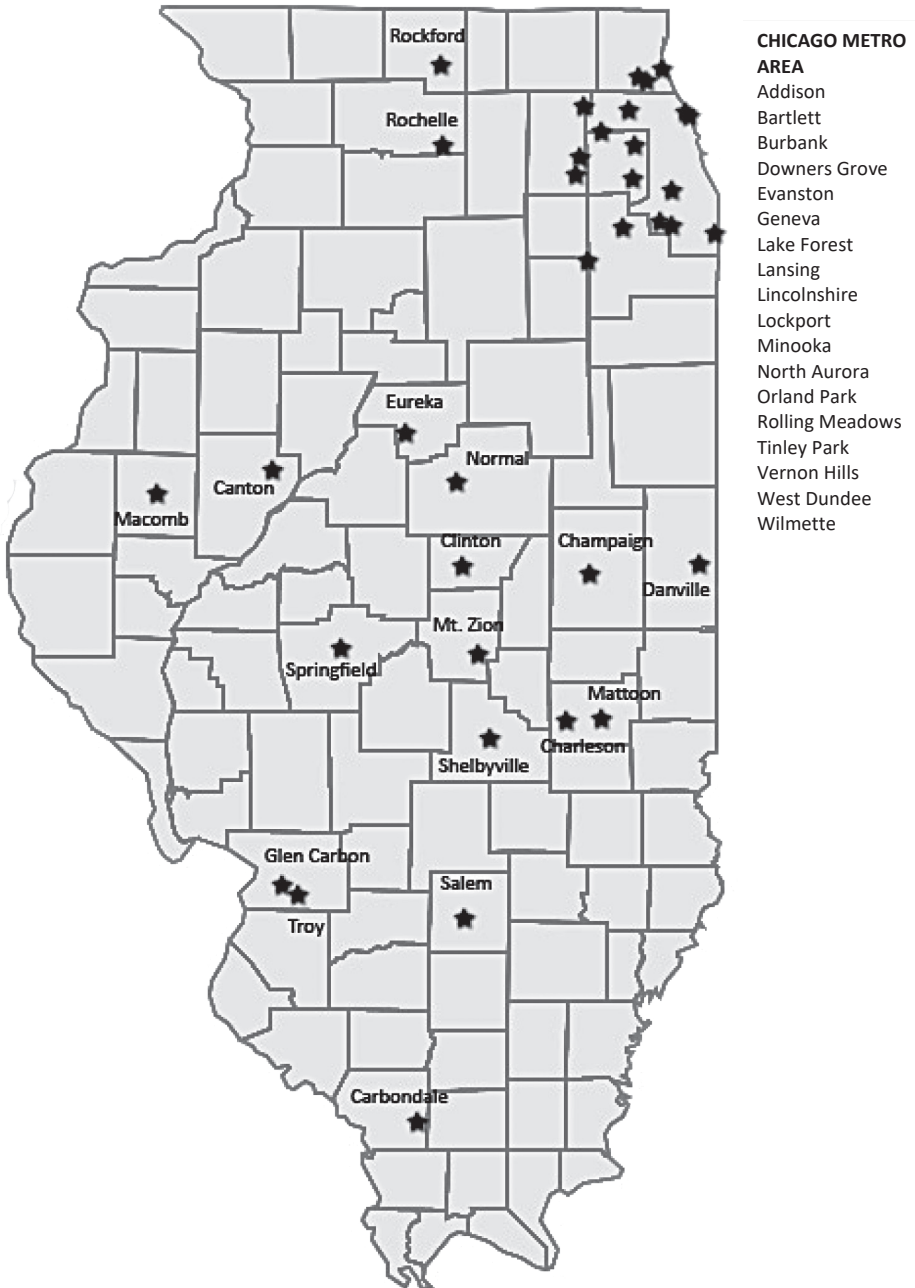 Rockford
Rochelle
Eureka
Normal
Canton
Macomb
Clinton
Champaign
Danville
Mt. Zion
Springfield
Mattoon
Charleson
Shelbyville
Glen Carbon
Troy
Salem
Carbondale
CHICAGO METRO
AREA
Addison
Bartlett
Burbank
Downers Grove
Evanston
Geneva
Lake Forest
Lansing
Lincolnshire
Lockport
Minooka
North Aurora
Orland Park
Rolling Meadows
Tinley Park
Vernon Hills
West Dundee
Wilmette